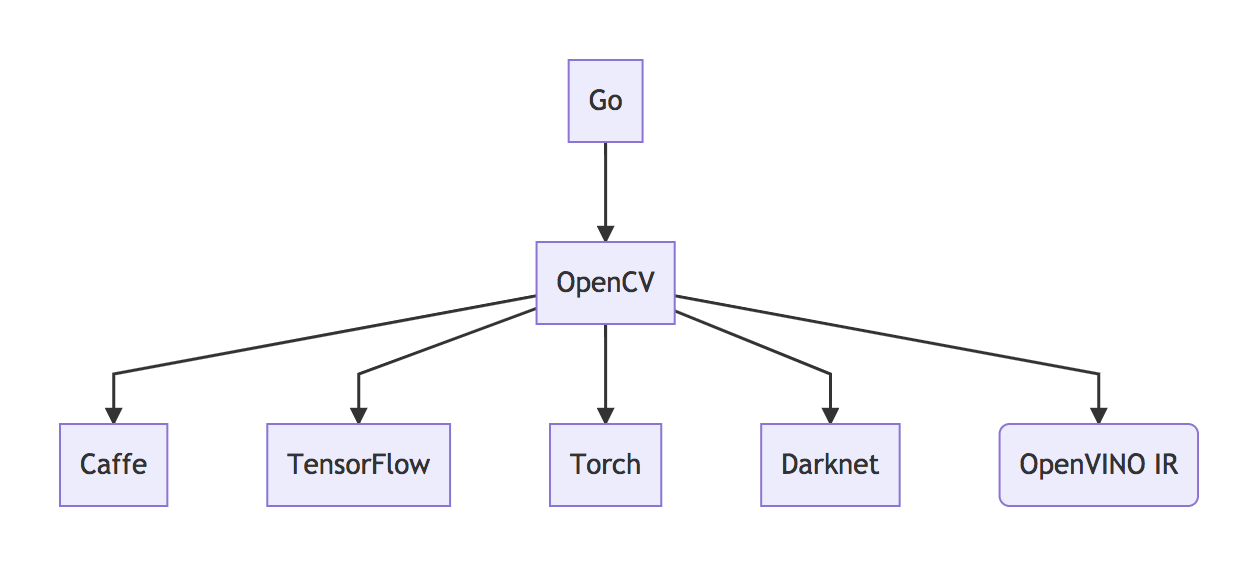 Go
OpenCV
Caffe
TensorFlow
Torch
Darknet
OpenVINO IR